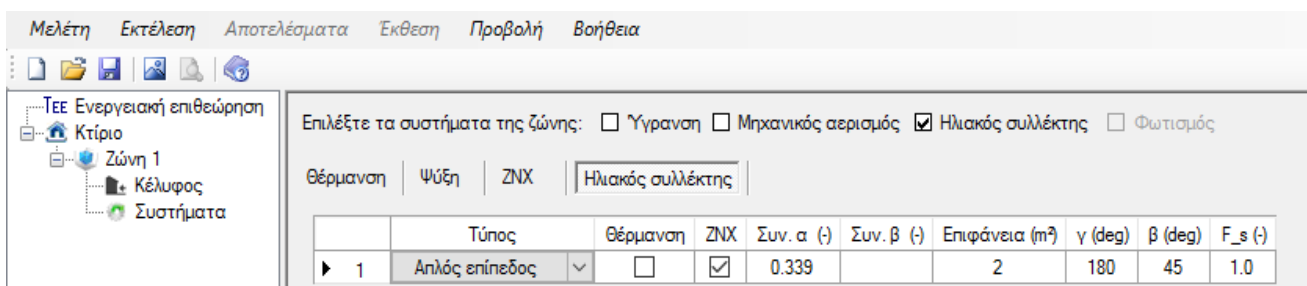 Μελέτη Εκτέλεση Αποτελέσματα Έκθεση Προβολή Βοήθεια
ΤΕΕ Ενεργειακή επιθεώρηση
Κτίριο
Ζώνη 1
Κέλυφος
Συστήματα
Επιλέξτε τα συστήματα της ζώνης: Ύγρανση Μηχανικός αερισμός Ηλιακός συλλέκτης Φωτισμός
Θέρμανση Ψύξη ΖΝΧ Ηλιακός συλλέκτης
Τύπος Θέρμανση ΖΝΧ Συν. α (-) Συν. β (-) Επιφάνεια (m²) γ (deg) β (deg) F_s (-)
1 Απλός επίπεδος 0.339 2 180 45 1.0